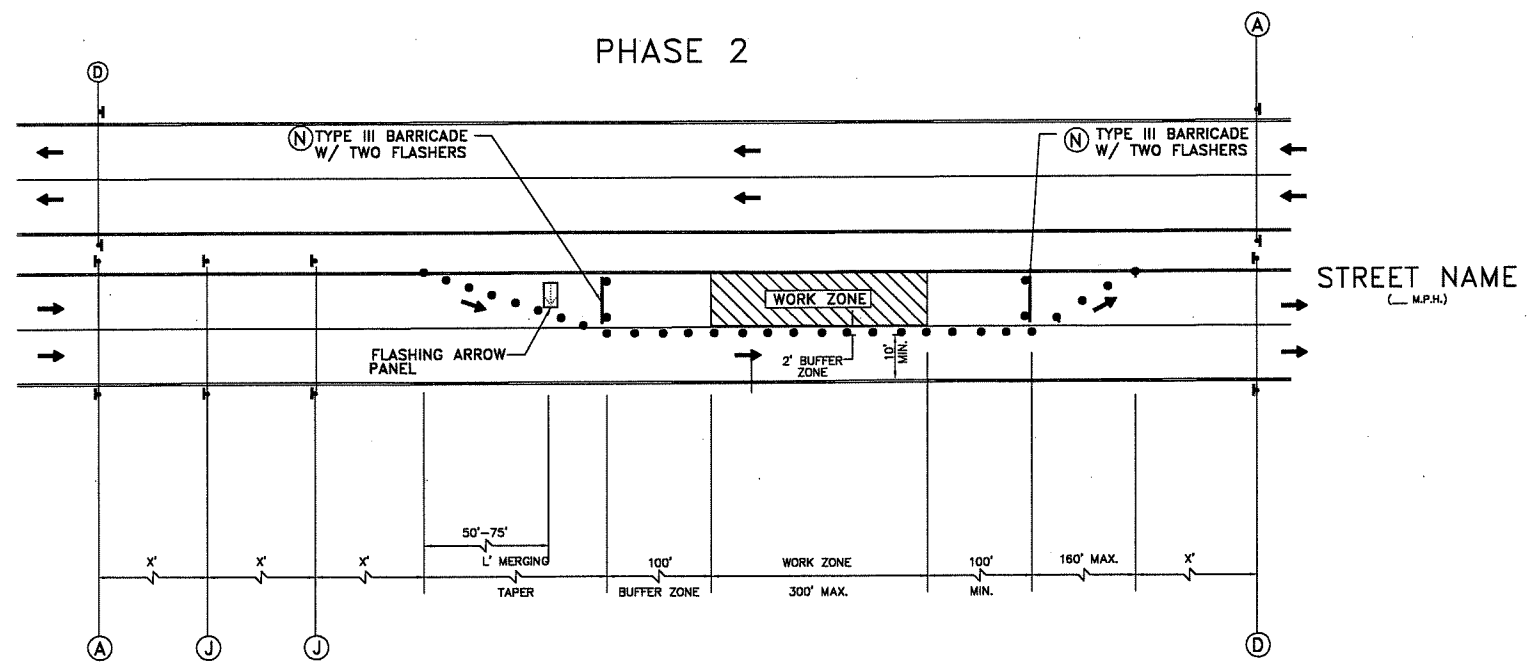 PHASE 2
A
D
N TYPE III BARRICADE
W/ TWO FLASHERS
N TYPE III BARRICADE
W/ TWO FLASHERS
STREET NAME
(__ M.P.H.)
WORK ZONE
FLASHING ARROW
PANEL
2' BUFFER
ZONE
10'
MIN.
50'-75'
X'
X'
X'
L' MERGING
TAPER
100'
BUFFER ZONE
WORK ZONE
300' MAX.
100'
MIN.
160' MAX.
X'
A
J
J
D